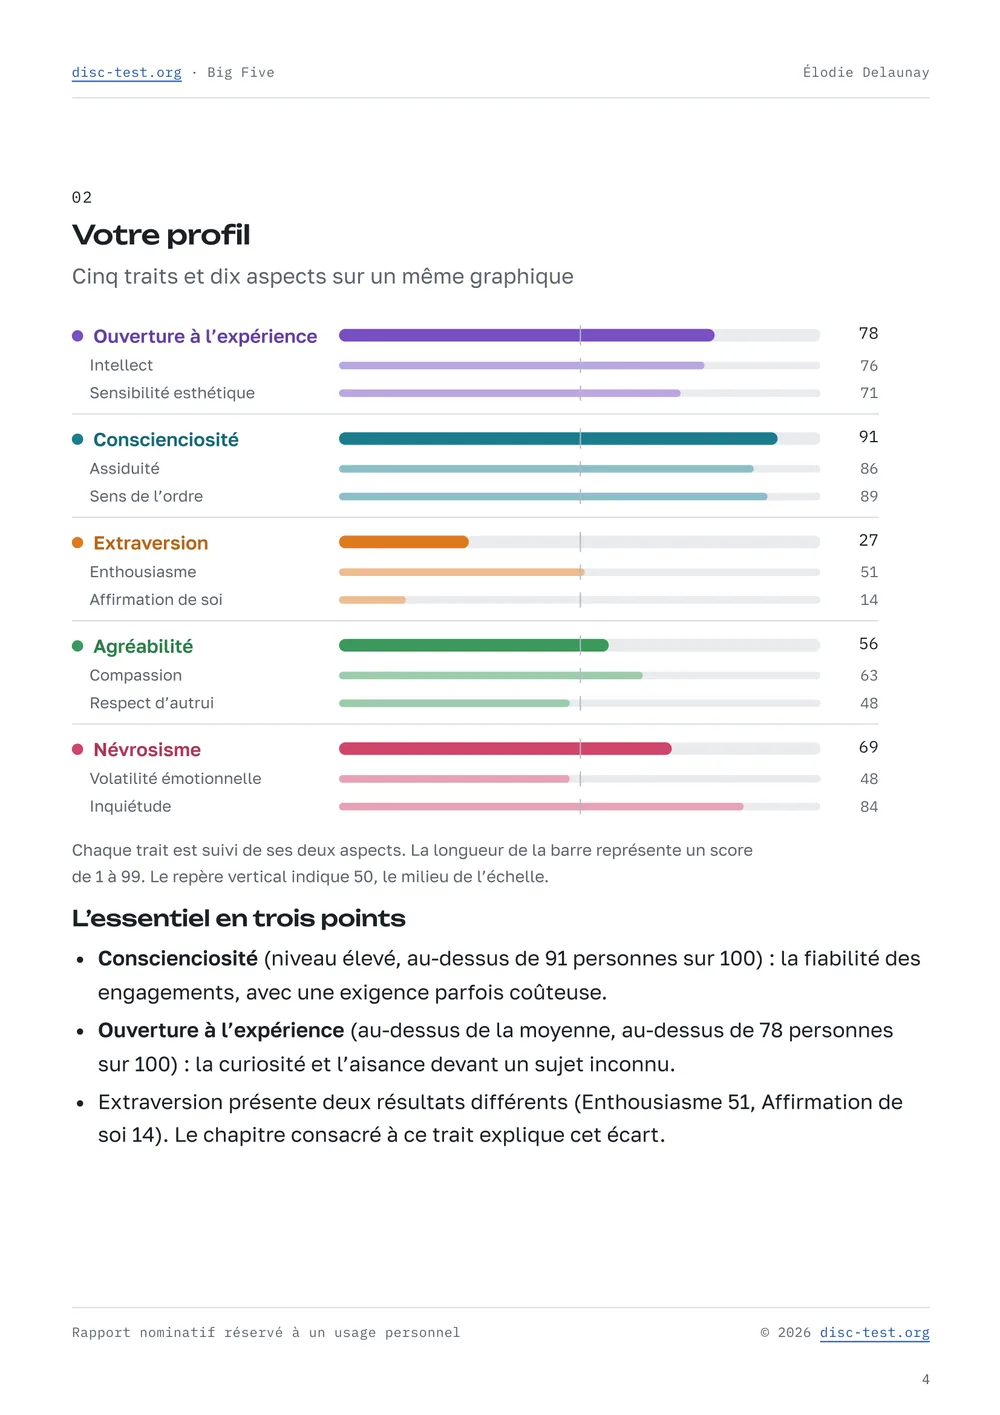 disc-test.org · Big Five
Élodie Delaunay
02
Votre profil
Cinq traits et dix aspects sur un même graphique
Ouverture à l’expérience 78
Intellect 76
Sensibilité esthétique 71
Conscienciosité 91
Assiduité 86
Sens de l’ordre 89
Extraversion 27
Enthousiasme 51
Affirmation de soi 14
Agréabilité 56
Compassion 63
Respect d’autrui 48
Névrosisme 69
Volatilité émotionnelle 48
Inquiétude 84
Chaque trait est suivi de ses deux aspects. La longueur de la barre représente un score
de 1 à 99. Le repère vertical indique 50, le milieu de l’échelle.
L’essentiel en trois points
• Conscienciosité (niveau élevé, au-dessus de 91 personnes sur 100) : la fiabilité des
engagements, avec une exigence parfois coûteuse.
• Ouverture à l’expérience (au-dessus de la moyenne, au-dessus de 78 personnes
sur 100) : la curiosité et l’aisance devant un sujet inconnu.
• Extraversion présente deux résultats différents (Enthousiasme 51, Affirmation de
soi 14). Le chapitre consacré à ce trait explique cet écart.
Rapport nominatif réservé à un usage personnel
© 2026 disc-test.org
4